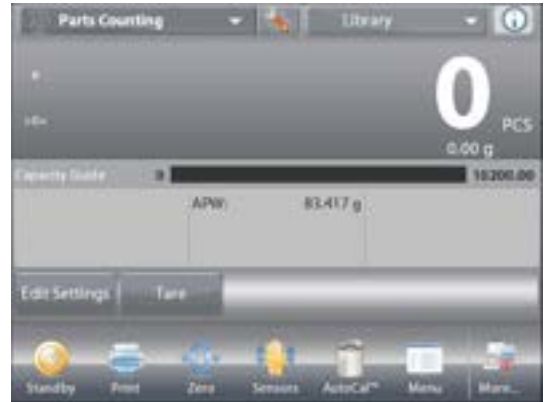 Parts Counting Library
*
>0<
0
PCS
0.00 g
Capacity Guide 0 10200.00
APW: 83.417 g
Edit Settings Tare
Standby Print Zero Sensors AutoCal™ Menu More...